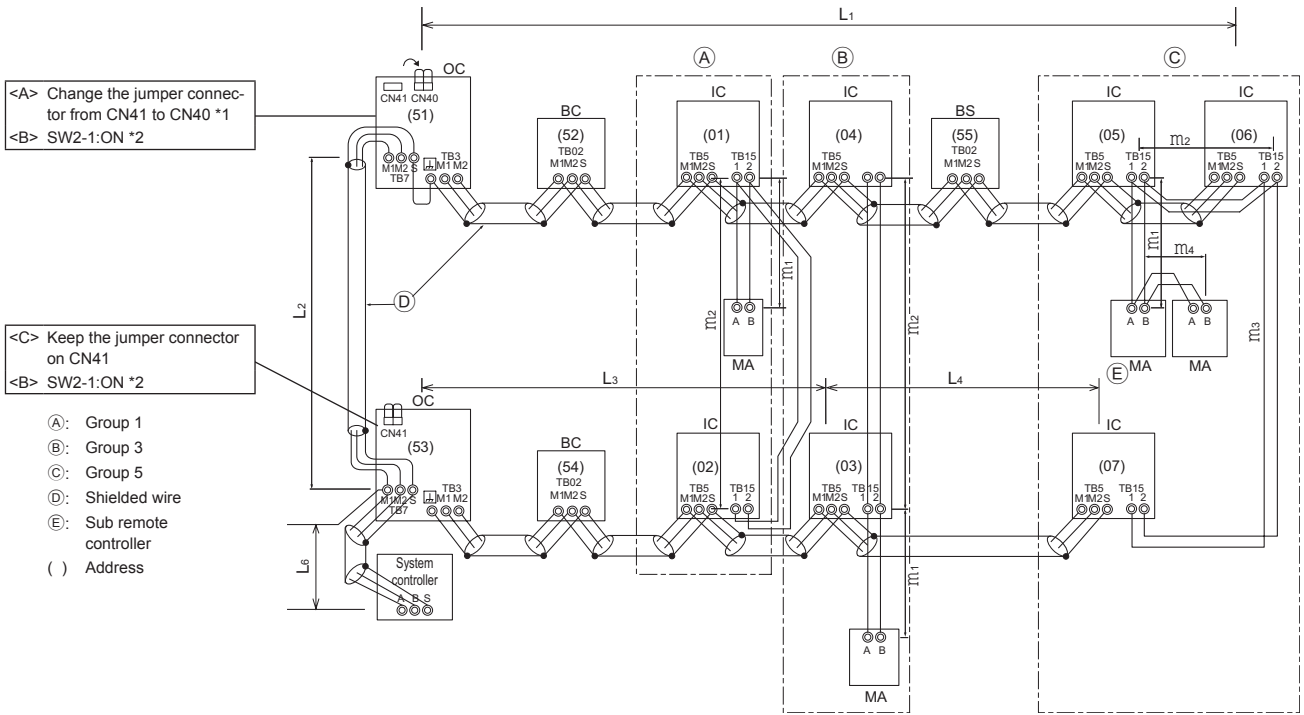 L1
<A> Change the jumper connec-
tor from CN41 to CN40 *1
<B> SW2-1:ON *2
OC
CN41 CN40
(51)
M1M2 S
TB7
TB3
M1 M2
BC
(52)
TB02
M1M2 S
A
IC
(01)
TB5
M1M2S
TB15
1 2
B
IC
(04)
TB5
M1M2S
TB15
1 2
BS
(55)
TB02
M1M2 S
C
IC
(05)
TB5
M1M2S
TB15
1 2
m2
IC
(06)
TB5
M1M2S
TB15
1 2
L2
D
m2
m1
A B
MA
m2
m1
m4
A B
MA
A B
MA
E
m3
<C> Keep the jumper connector
on CN41
<B> SW2-1:ON *2
L3
L4
OC
CN41
(53)
M1M2 S
TB7
TB3
M1 M2
BC
(54)
TB02
M1M2 S
IC
(02)
TB5
M1M2S
TB15
1 2
IC
(03)
TB5
M1M2S
TB15
1 2
IC
(07)
TB5
M1M2S
TB15
1 2
A: Group 1
B: Group 3
C: Group 5
D: Shielded wire
E: Sub remote
controller
( ) Address
L6
System
controller
A B S
m1
A B
MA